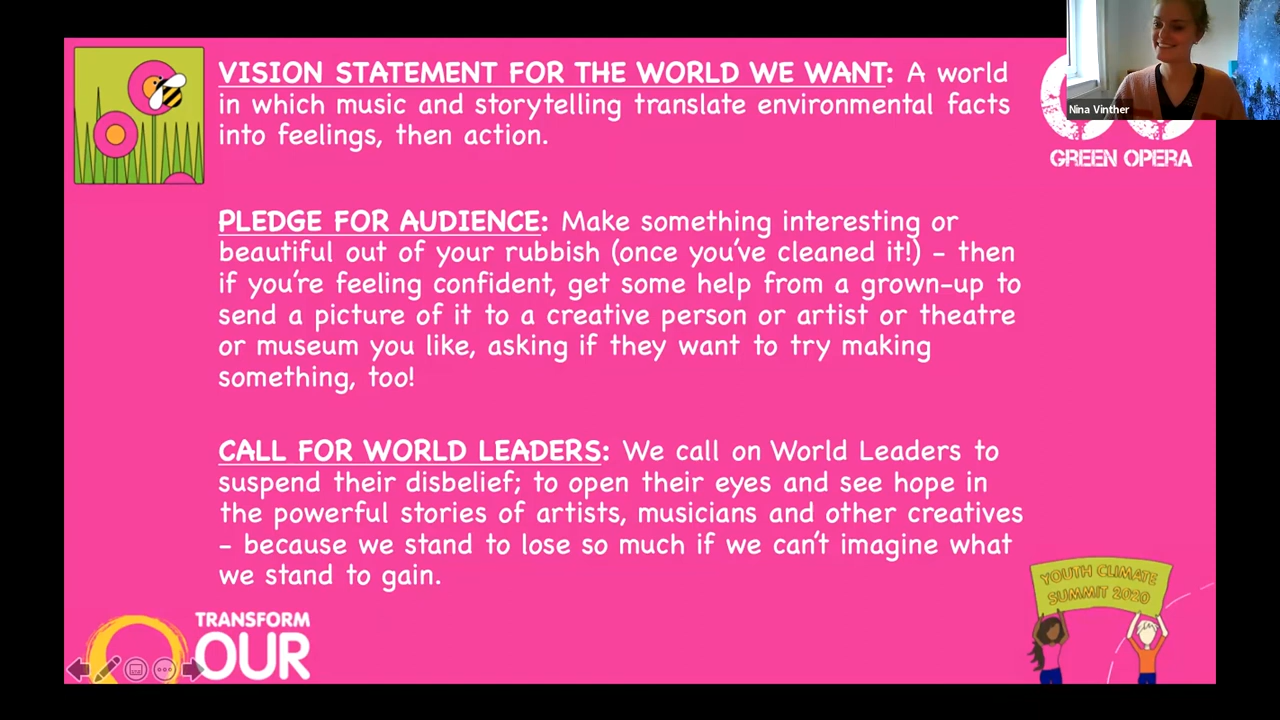 VISION STATEMENT FOR THE WORLD WE WANT: A world
in which music and storytelling translate environmental facts
into feelings, then action.
PLEDGE FOR AUDIENCE: Make something interesting or
beautiful out of your rubbish (once you've cleaned it!) – then
if you're feeling confident, get some help from a grown-up to
send a picture of it to a creative person or artist or theatre
or museum you like, asking if they want to try making
something, too!
CALL FOR WORLD LEADERS: We call on World Leaders to
suspend their disbelief; to open their eyes and see hope in
the powerful stories of artists, musicians and other creatives
– because we stand to lose so much if we can't imagine what
we stand to gain.
Nina Vinther
GREEN OPERA
TRANSFORM
OUR
YOUTH CLIMATE
SUMMIT 2020